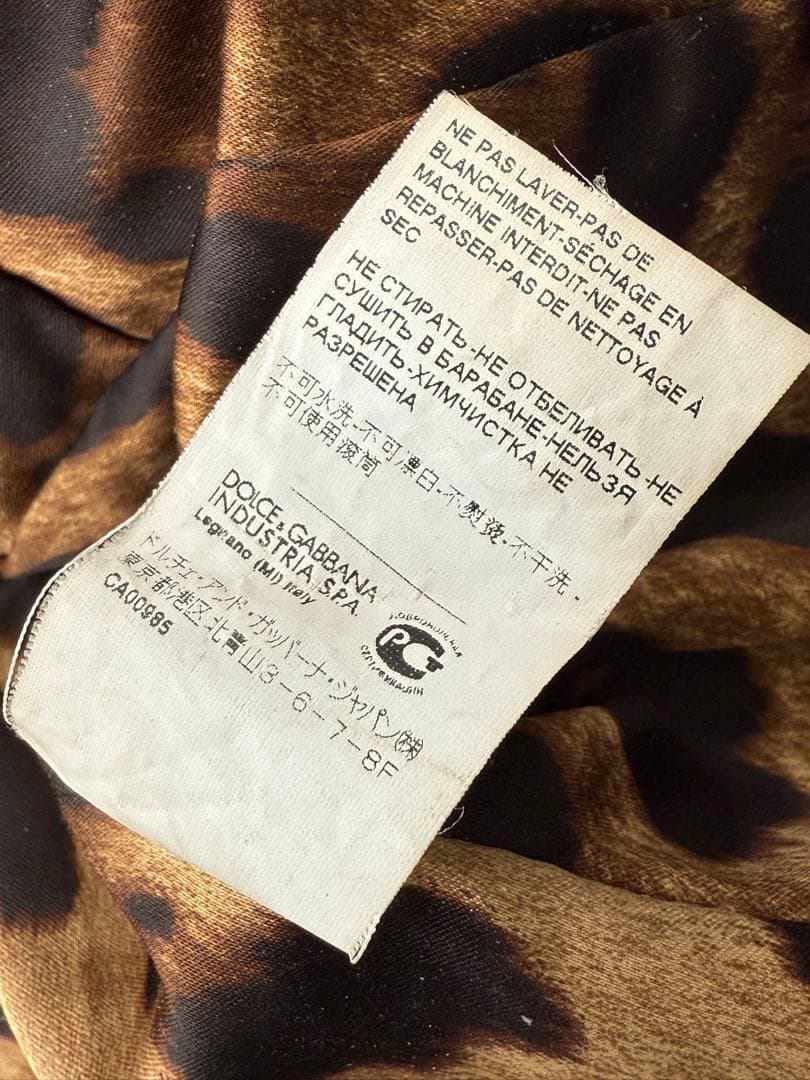 NE PAS LAVER-PAS DE
BLANCHIMENT-SÉCHAGE EN
MACHINE INTERDIT-NE PAS
REPASSER-PAS DE NETTOYAGE À
SEC
НЕ СТИРАТЬ-НЕ ОТБЕЛИВАТЬ-НЕ
СУШИТЬ В БАРАБАНЕ-НЕЛЬЗЯ
ГЛАДИТЬ-ХИМЧИСТКА НЕ
РАЗРЕШЕНА
不可水洗-不可漂白-不熨烫-不干洗-
不可使用滚筒
DOLCE & GABBANA
INDUSTRIA S.P.A.
Legnano (MI) Italy
PCT
ドルチェ・アンド・ガッバーナ・ジャパン(株)
東京都港区北青山3-6-7-8F
CA00985